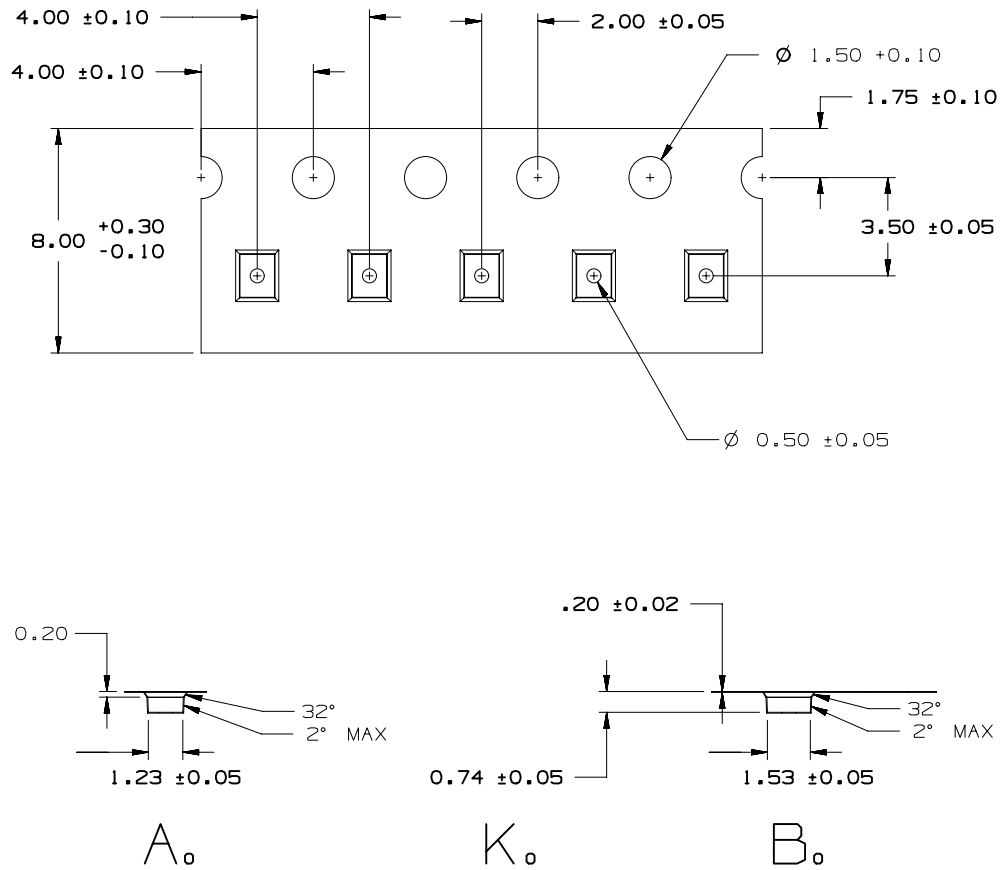 4.00 ±0.10
2.00 ±0.05
Ø 1.50 +0.10
4.00 ±0.10
1.75 ±0.10
8.00 +0.30
-0.10
3.50 ±0.05
Ø 0.50 ±0.05
.20 ±0.02
0.20
32°
2° MAX
32°
2° MAX
1.23 ±0.05
0.74 ±0.05
1.53 ±0.05
A₀
K₀
B₀